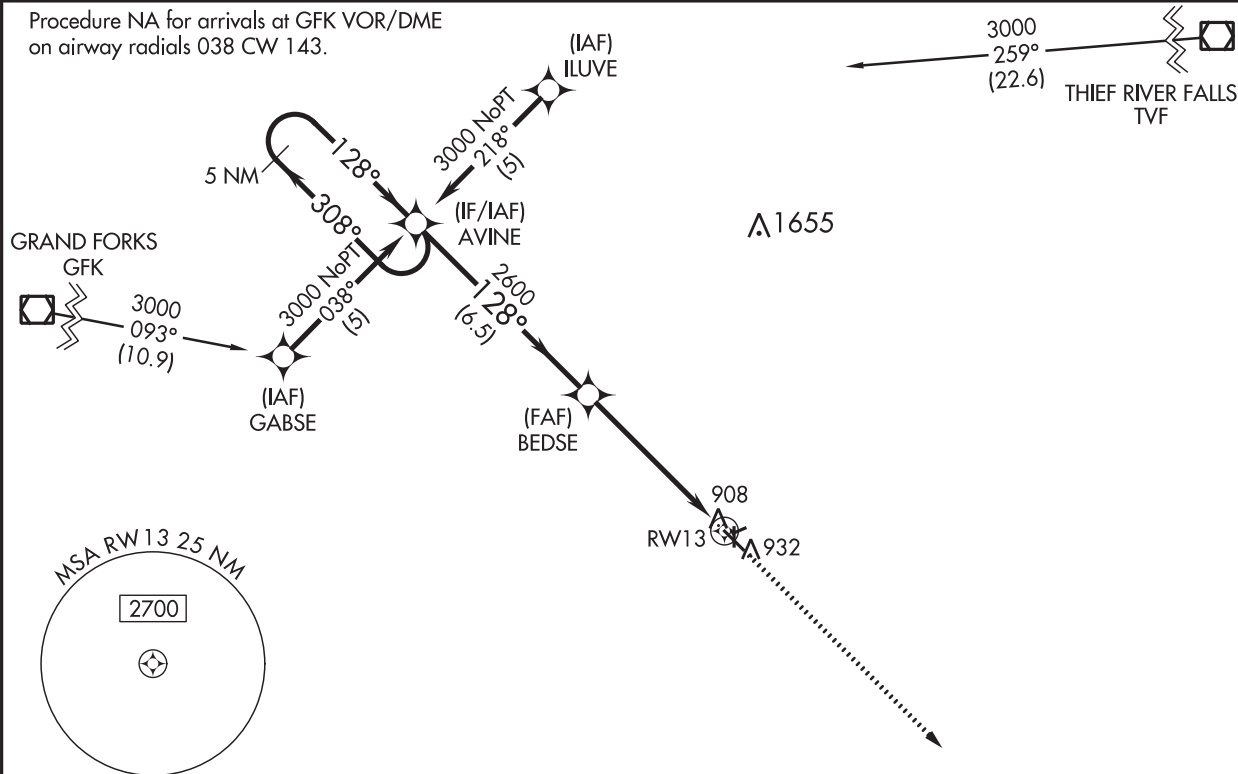 Procedure NA for arrivals at GFK VOR/DME
on airway radials 038 CW 143.
(IAF)
ILUVE
3000
259°
(22.6)
THIEF RIVER FALLS
TVF
3000 NoPT
218°
(5)
128°
5 NM
308°
(IF/IAF)
AVINE
1655
GRAND FORKS
GFK
3000
093°
(10.9)
3000 NoPT
038°
(5)
2600
128°
(6.5)
(IAF)
GABSE
(FAF)
BEDSE
908
RW13
932
MSA RW13 25 NM
2700